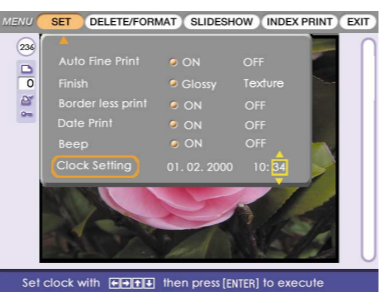 MENU SET DELETE/FORMAT SLIDESHOW INDEX PRINT EXIT
236
0
Auto Fine Print ON OFF
Finish Glossy Texture
Border less print ON OFF
Date Print ON OFF
Beep ON OFF
Clock Setting 01. 02. 2000 10:34
Set clock with ←→↑↓ then press [ENTER] to execute